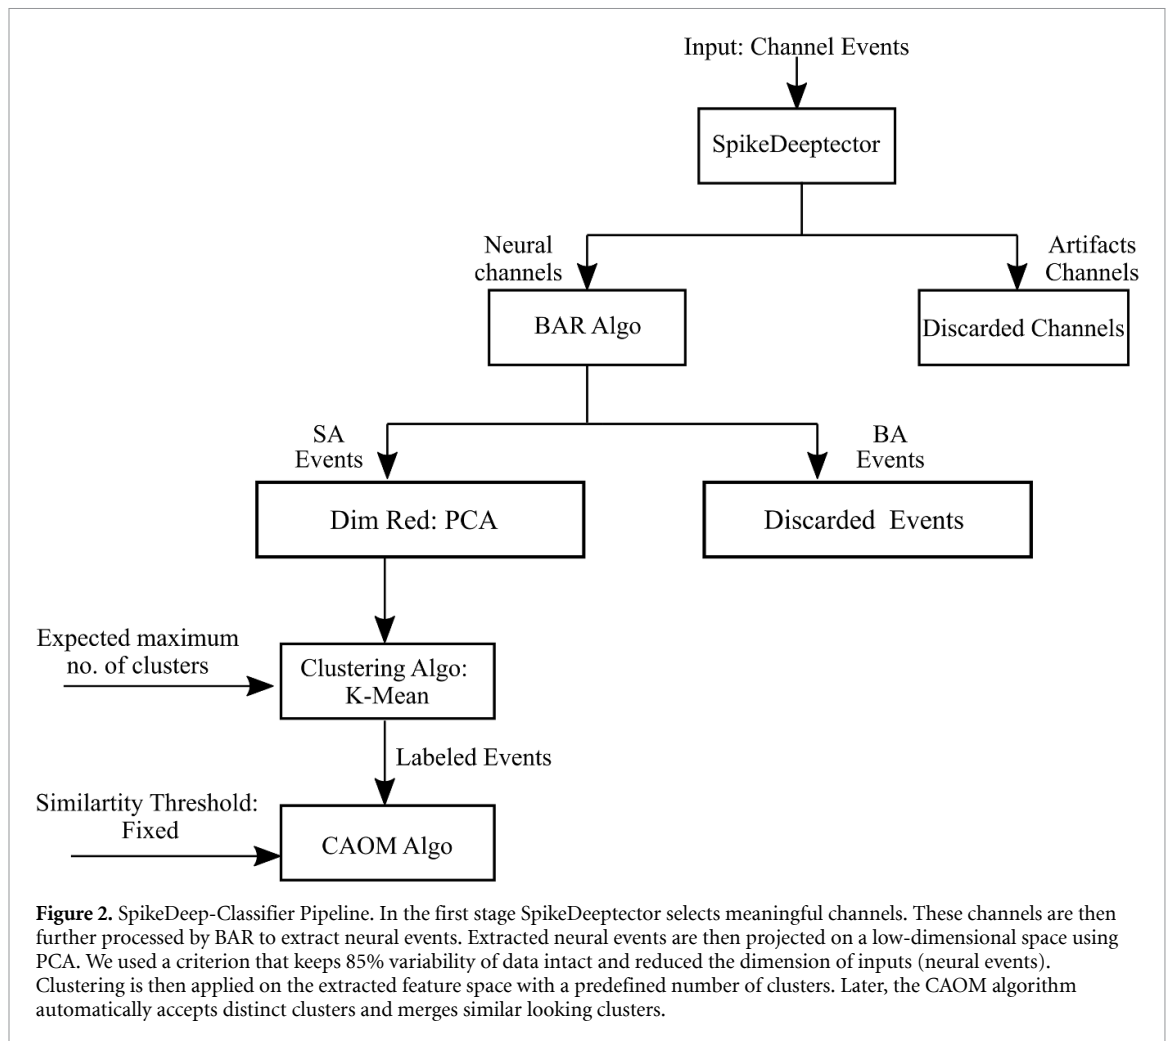 Input: Channel Events
SpikeDeeptector
Neural
channels
Artifacts
Channels
BAR Algo
Discarded Channels
SA
Events
BA
Events
Dim Red: PCA
Discarded Events
Expected maximum
no. of clusters
Clustering Algo:
K-Mean
Labeled Events
Similartity Threshold:
Fixed
CAOM Algo
Figure 2. SpikeDeep-Classifier Pipeline. In the first stage SpikeDeeptector selects meaningful channels. These channels are then
further processed by BAR to extract neural events. Extracted neural events are then projected on a low-dimensional space using
PCA. We used a criterion that keeps 85% variability of data intact and reduced the dimension of inputs (neural events).
Clustering is then applied on the extracted feature space with a predefined number of clusters. Later, the CAOM algorithm
automatically accepts distinct clusters and merges similar looking clusters.